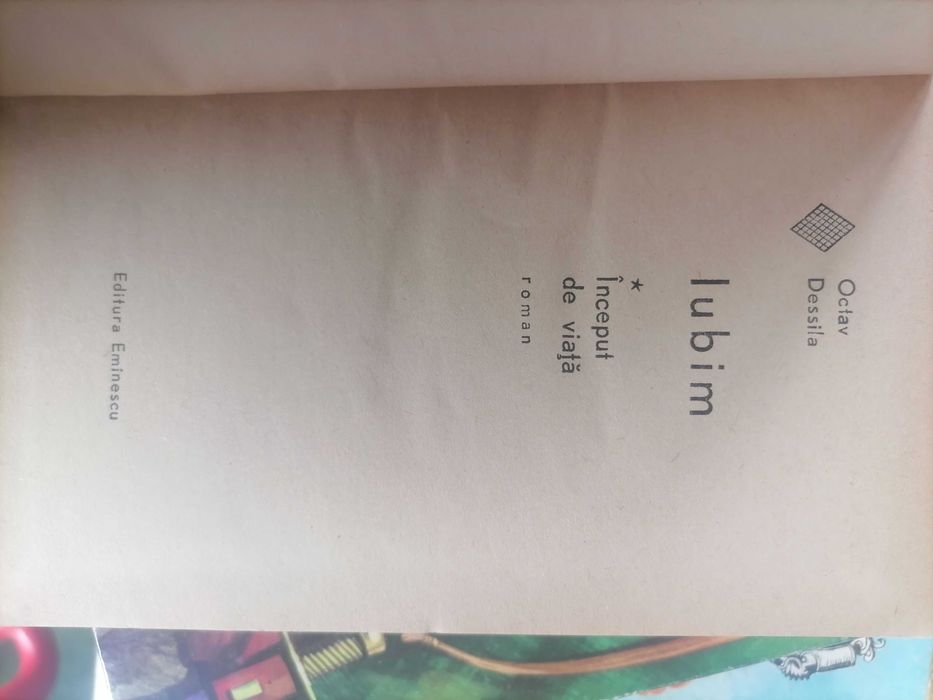 Octav
Dessila
Iubim
*
Început
de viață
roman
Editura Eminescu